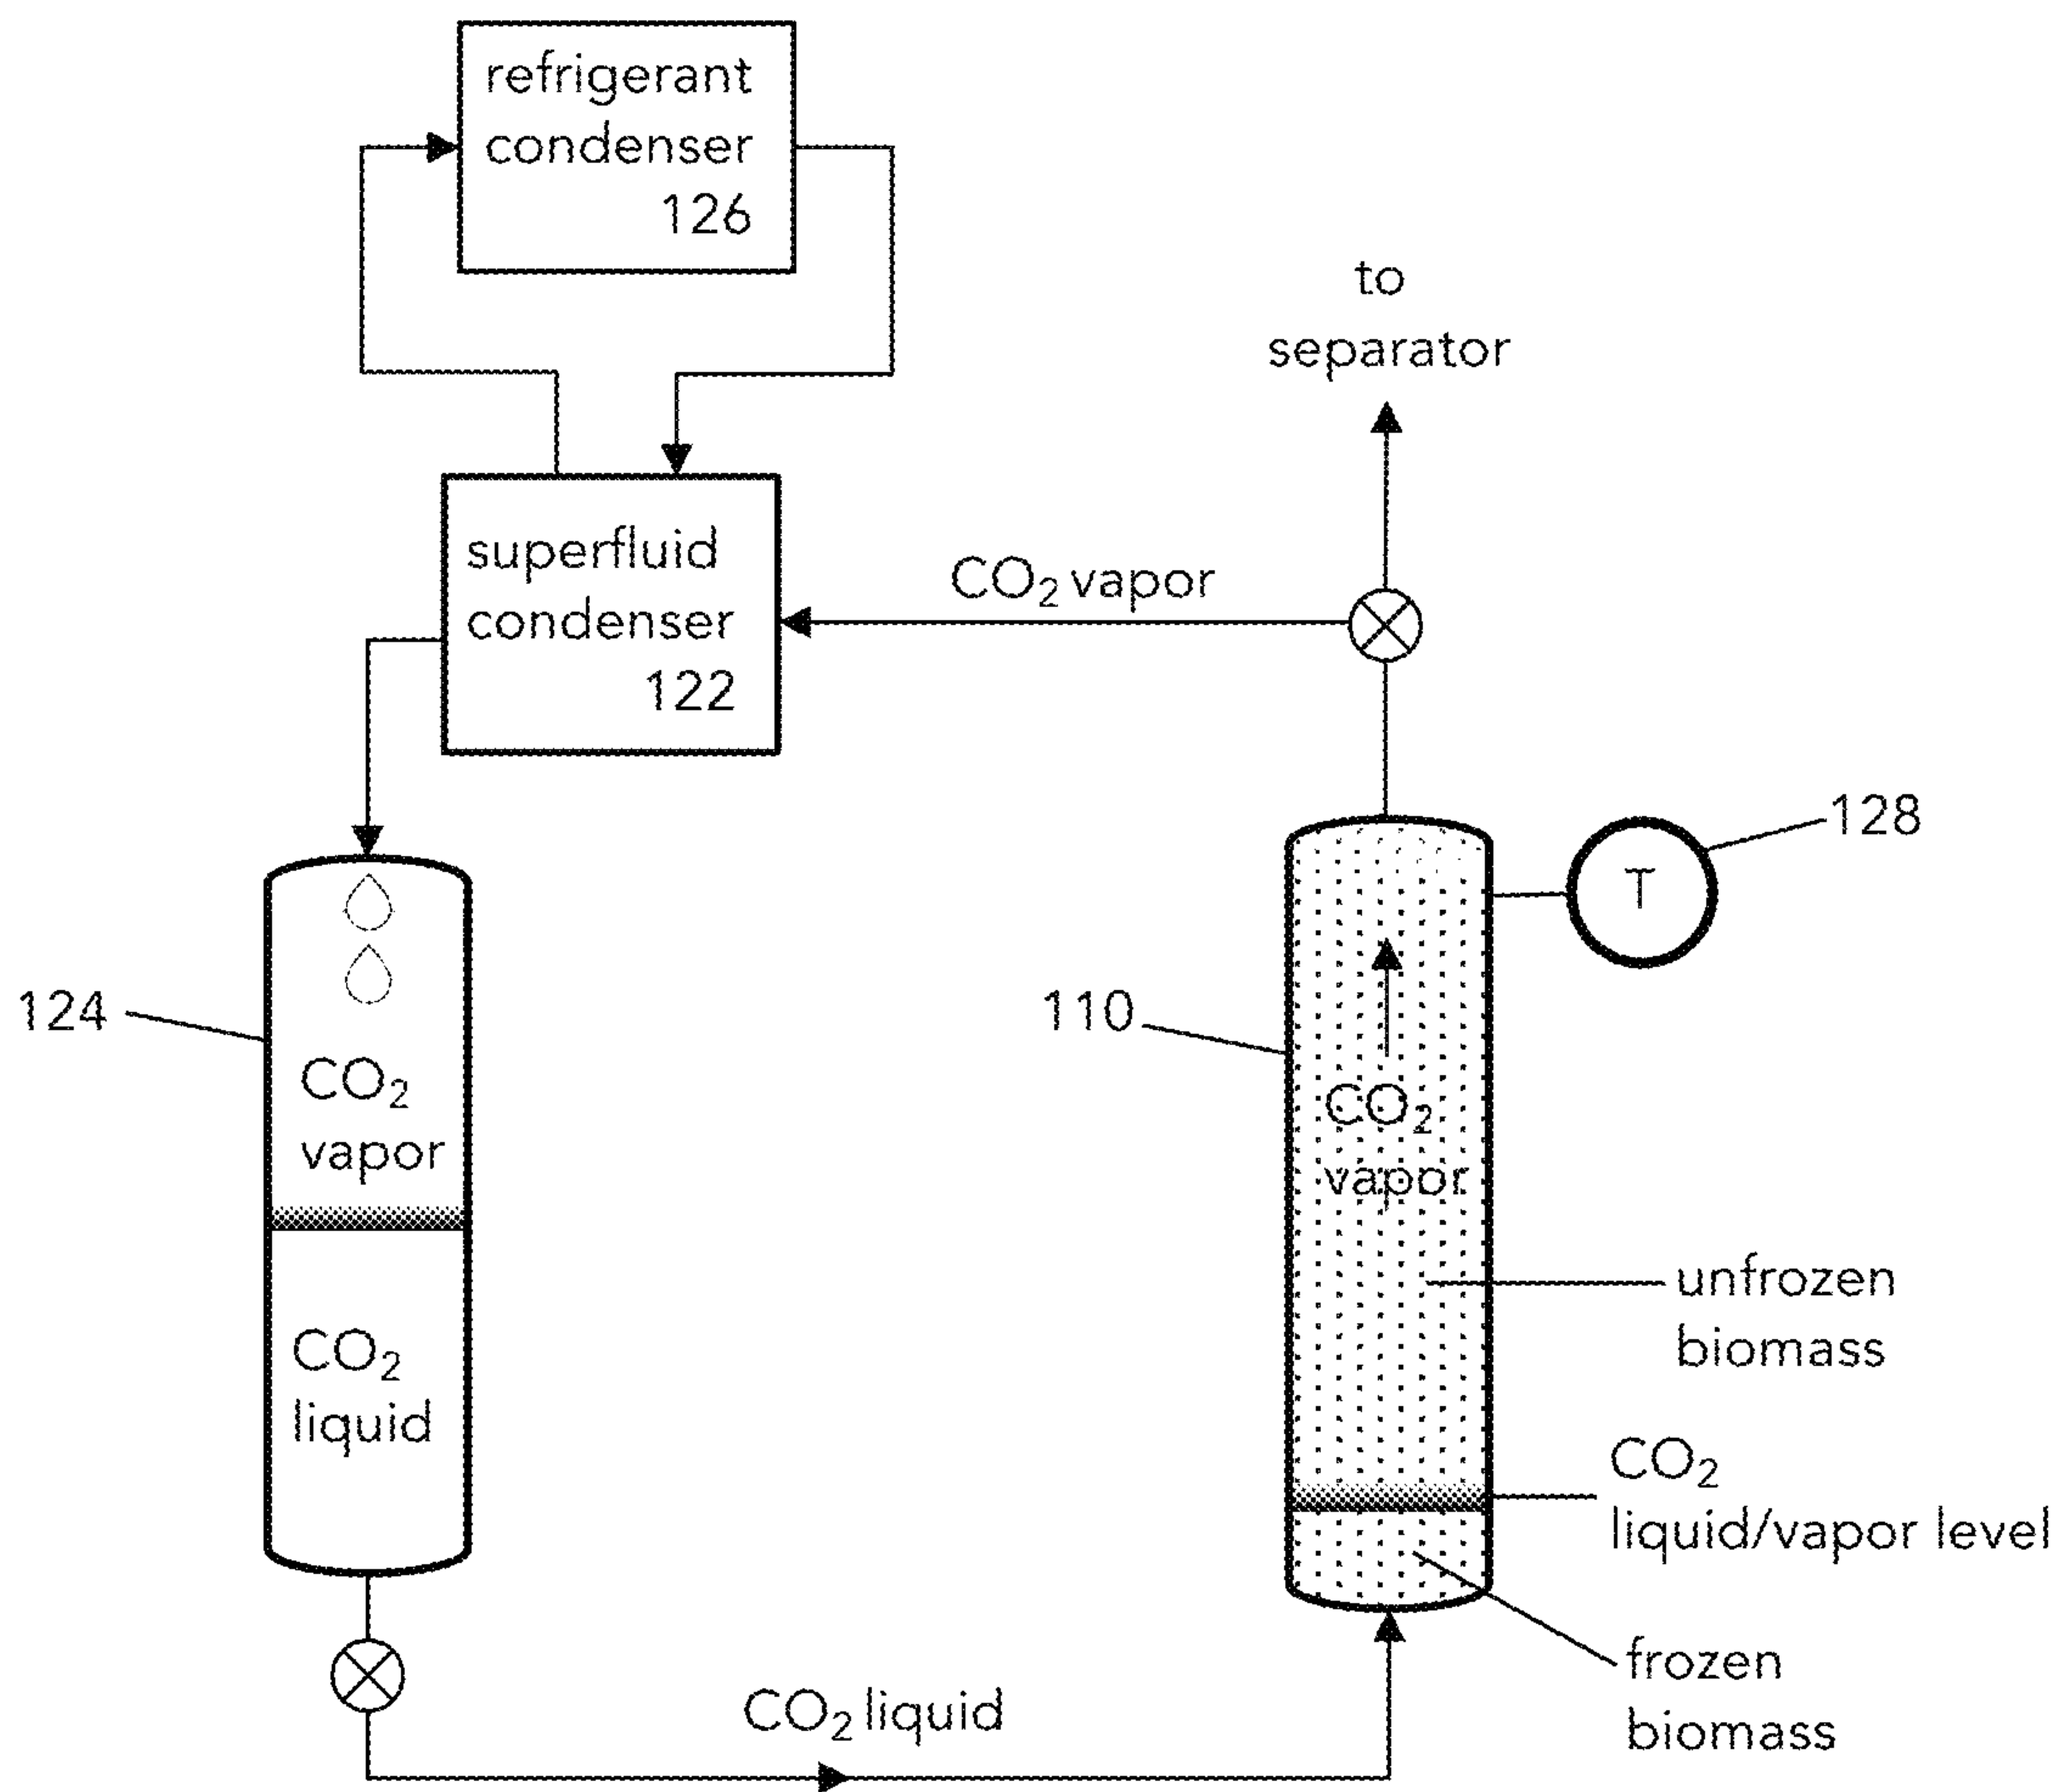 refrigerant
condenser
126
to
separator
superfluid
condenser
122
CO₂ vapor
128
T
124
110
CO₂
vapor
CO₂
vapor
unfrozen
biomass
CO₂
liquid
CO₂
liquid/vapor level
frozen
biomass
CO₂ liquid